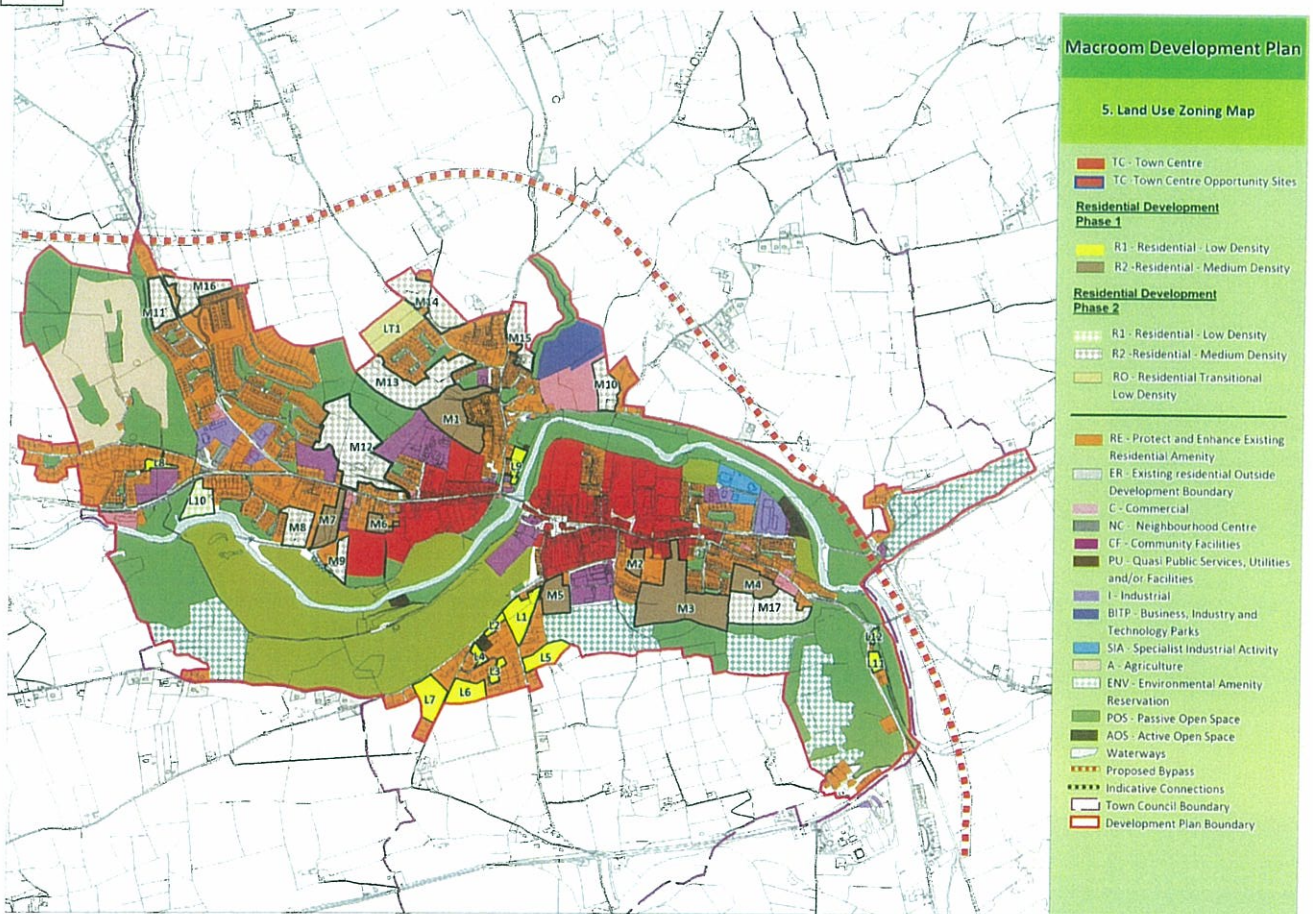 Macroom Development Plan
5. Land Use Zoning Map
TC - Town Centre
TC -Town Centre Opportunity Sites
Residential Development
Phase 1
R1 - Residential - Low Density
R2 -Residential - Medium Density
Residential Development
Phase 2
R1 - Residential - Low Density
R2 -Residential - Medium Density
RO - Residential Transitional
Low Density
RE - Protect and Enhance Existing
Residential Amenity
ER - Existing residential Outside
Development Boundary
C - Commercial
NC - Neighbourhood Centre
CF - Community Facilities
PU - Quasi Public Services, Utilities
and/or Facilities
I - Industrial
BITP - Business, Industry and
Technology Parks
SIA - Specialist Industrial Activity
A - Agriculture
ENV - Environmental Amenity
Reservation
POS - Passive Open Space
AOS - Active Open Space
Waterways
Proposed Bypass
Indicative Connections
Town Council Boundary
Development Plan Boundary
M16
M11
M14
LT1
M15
M13
M10
M1
M12
L9
L8
L10
M8
M7
M6
M9
M2
M4
M5
M3
M17
L1
L2
L4
L3
L5
L7
L6
L12
L11